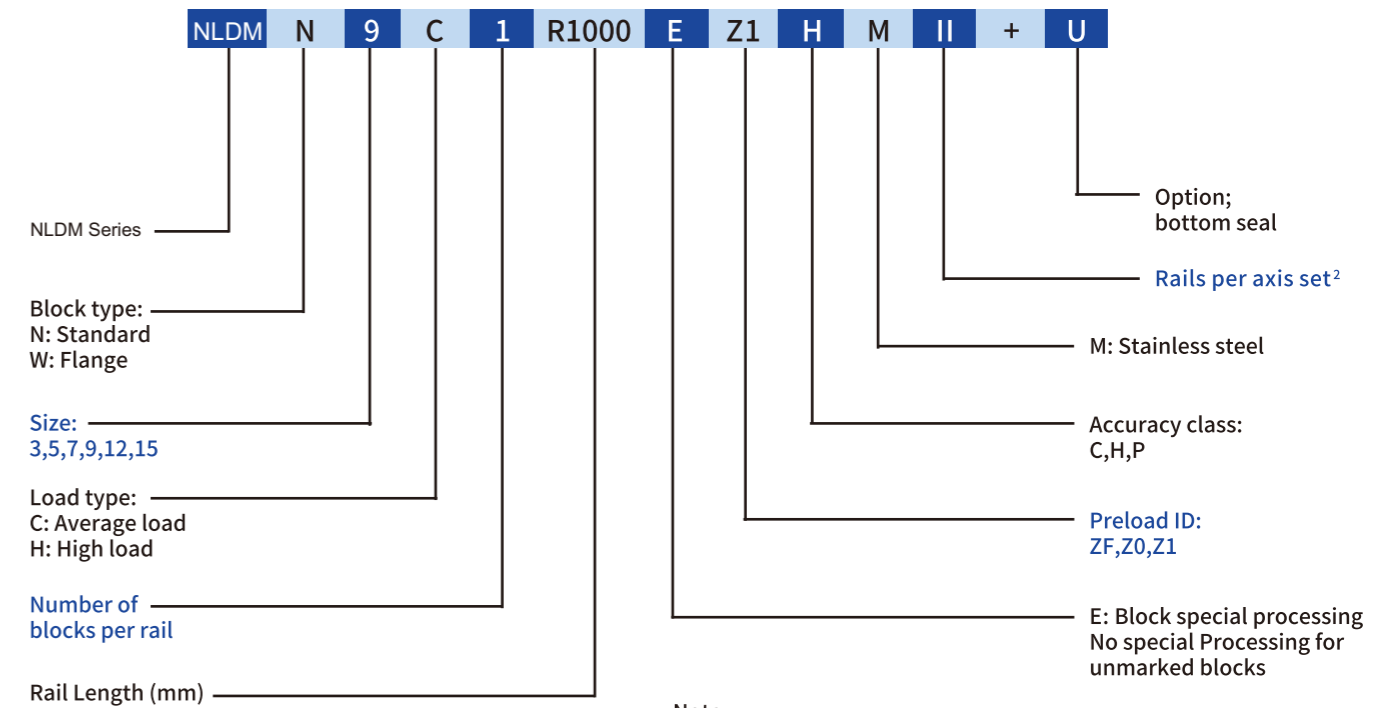 NLDM N 9 C 1 R1000 E Z1 H M II + U
NLDM Series
Block type:
N: Standard
W: Flange
Size:
3,5,7,9,12,15
Load type:
C: Average load
H: High load
Number of
blocks per rail
Rail Length (mm)
Option;
bottom seal
Rails per axis set²
M: Stainless steel
Accuracy class:
C,H,P
Preload ID:
ZF,Z0,Z1
E: Block special processing
No special Processing for
unmarked blocks